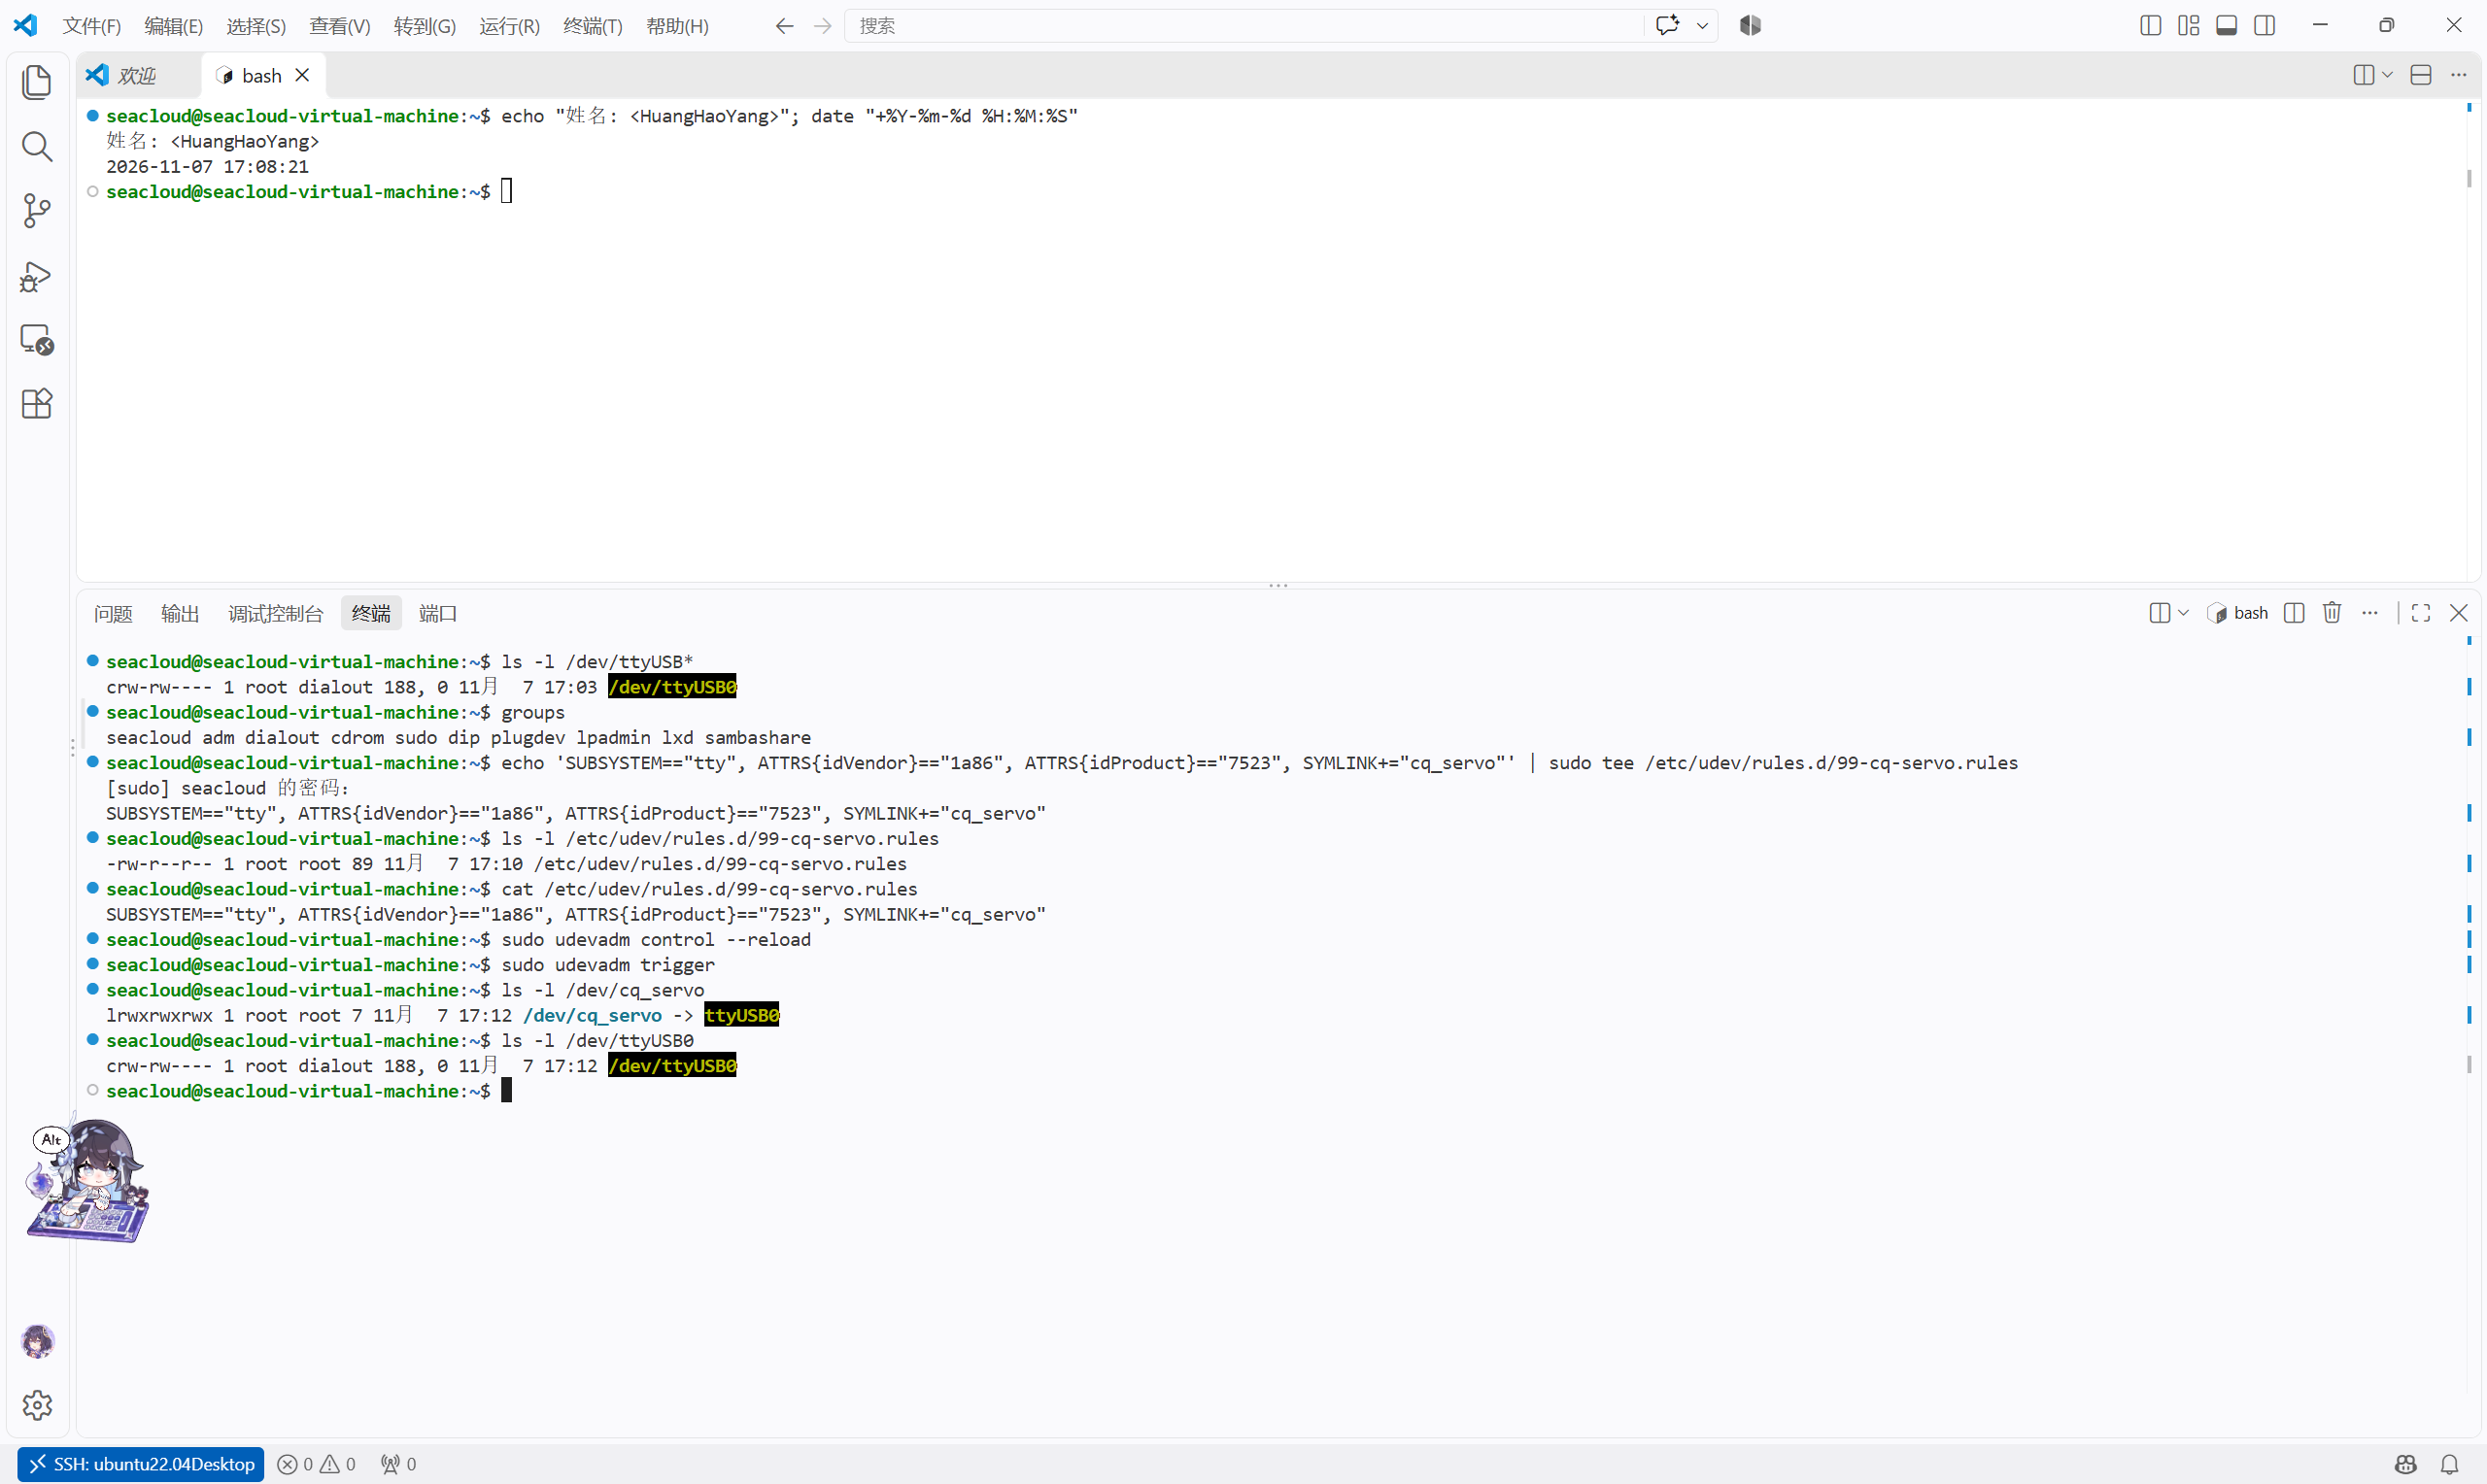 文件(F) 编辑(E) 选择(S) 查看(V) 转到(G) 运行(R) 终端(T) 帮助(H) 搜索
欢迎 bash
seacloud@seacloud-virtual-machine:~$ echo "姓名: <HuangHaoYang>"; date "+%Y-%m-%d %H:%M:%S"
姓名: <HuangHaoYang>
2026-11-07 17:08:21
seacloud@seacloud-virtual-machine:~$
问题 输出 调试控制台 终端 端口 bash
seacloud@seacloud-virtual-machine:~$ ls -l /dev/ttyUSB*
crw-rw---- 1 root dialout 188, 0 11月  7 17:03 /dev/ttyUSB0
seacloud@seacloud-virtual-machine:~$ groups
seacloud adm dialout cdrom sudo dip plugdev lpadmin lxd sambashare
seacloud@seacloud-virtual-machine:~$ echo 'SUBSYSTEM=="tty", ATTRS{idVendor}=="1a86", ATTRS{idProduct}=="7523", SYMLINK+="cq_servo"' | sudo tee /etc/udev/rules.d/99-cq-servo.rules
[sudo] seacloud 的密码:
SUBSYSTEM=="tty", ATTRS{idVendor}=="1a86", ATTRS{idProduct}=="7523", SYMLINK+="cq_servo"
seacloud@seacloud-virtual-machine:~$ ls -l /etc/udev/rules.d/99-cq-servo.rules
-rw-r--r-- 1 root root 89 11月  7 17:10 /etc/udev/rules.d/99-cq-servo.rules
seacloud@seacloud-virtual-machine:~$ cat /etc/udev/rules.d/99-cq-servo.rules
SUBSYSTEM=="tty", ATTRS{idVendor}=="1a86", ATTRS{idProduct}=="7523", SYMLINK+="cq_servo"
seacloud@seacloud-virtual-machine:~$ sudo udevadm control --reload
seacloud@seacloud-virtual-machine:~$ sudo udevadm trigger
seacloud@seacloud-virtual-machine:~$ ls -l /dev/cq_servo
lrwxrwxrwx 1 root root 7 11月  7 17:12 /dev/cq_servo -> ttyUSB0
seacloud@seacloud-virtual-machine:~$ ls -l /dev/ttyUSB0
crw-rw---- 1 root dialout 188, 0 11月  7 17:12 /dev/ttyUSB0
seacloud@seacloud-virtual-machine:~$
Alt
SSH: ubuntu22.04Desktop 0 0 0